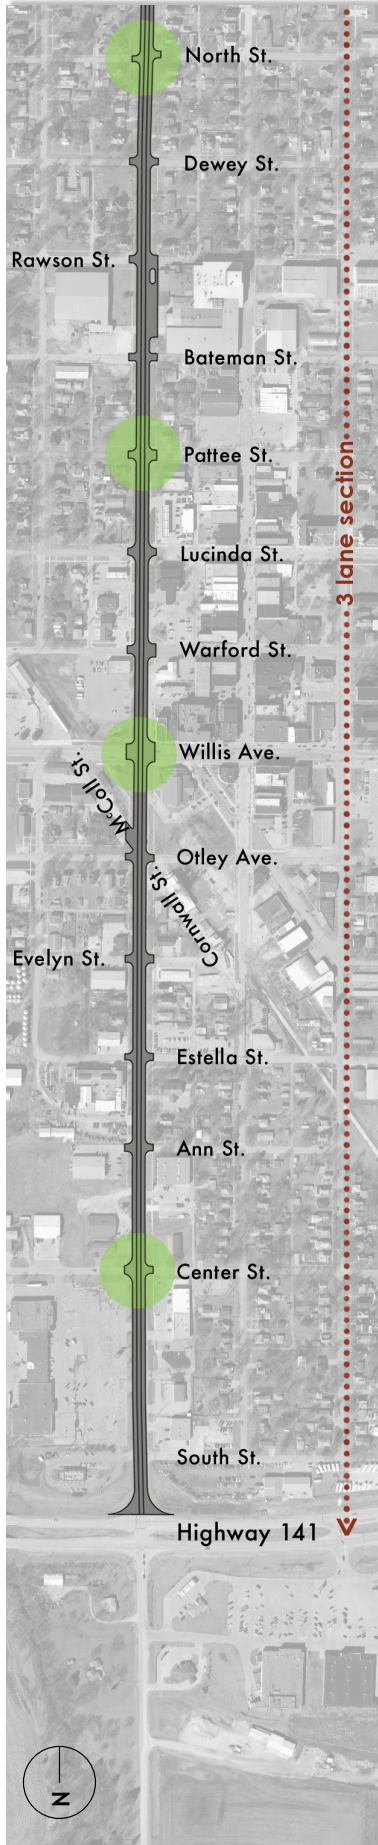 North St.
Dewey St.
Rawson St.
Bateman St.
Pattee St.
Lucinda St.
3 lane section
Warford St.
Willis Ave.
McColl St.
Otley Ave.
Cornwall St.
Evelyn St.
Estella St.
Ann St.
Center St.
South St.
Highway 141
N